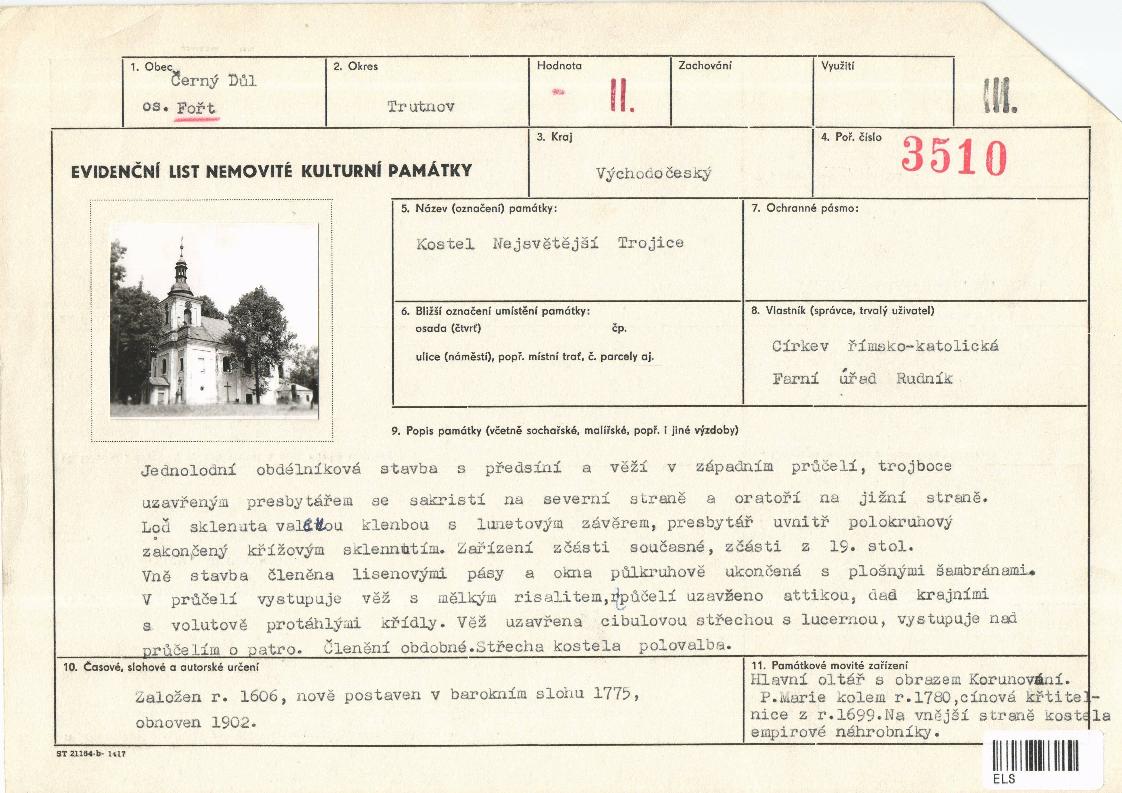 1. Obec
Černý Důl
os. Fořt
2. Okres
Trutnov
Hodnota
II.
Zachování
Využití
III.
EVIDENČNÍ LIST NEMOVITÉ KULTURNÍ PAMÁTKY
3. Kraj
Východočeský
4. Poř. číslo
3510
5. Název (označení) památky:
Kostel Nejsvětější Trojice
7. Ochranné pásmo:
6. Bližší označení umístění památky:
osada (čtvrť) čp.
ulice (náměstí), popř. místní trať, č. parcely aj.
8. Vlastník (správce, trvalý uživatel)
Církev římsko-katolická
Farní úřad Rudník
9. Popis památky (včetně sochařské, malířské, popř. i jiné výzdoby)
Jednolodní obdélníková stavba s předsíní a věží v západním průčelí, trojboce
uzavřeným presbytářem se sakristí na severní straně a oratoří na jižní straně.
Loď sklenuta klenbou s lunetovým závěrem, presbytář uvnitř polokruhový
zakončený křížovým sklennutím. Zařízení zčásti současné, zčásti z 19. stol.
Vně stavba členěna lisenovými pásy a okna půlkruhově ukončená s plošnými šambránami.
V průčelí vystupuje věž s mělkým risalitem, průčelí uzavřeno attikou, dad krajními
a volutově protáhlými křídly. Věž uzavřena cibulovou střechou s lucernou, vystupuje nad
průčelím o patro. Členění obdobné.Střecha kostela polovalba.
10. Časové, slohové a autorské určení
Založen r. 1606, nově postaven v barokním slohu 1775,
obnoven 1902.
11. Památkové movité zařízení
Hlavní oltář s obrazem Korunování.
P.Marie kolem r.1780,cínová křtitel-
nice z r.1699.Na vnější straně kostela
empirové náhrobníky.
ST 21184-b- 1417
ELS